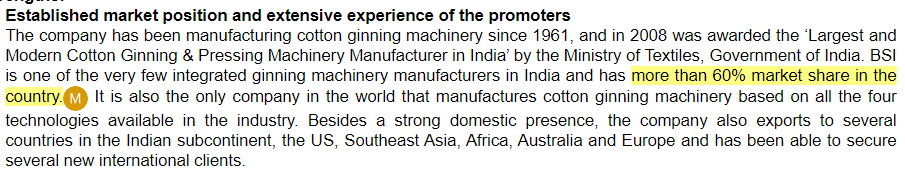 Established market position and extensive experience of the promoters
The company has been manufacturing cotton ginning machinery since 1961, and in 2008 was awarded the ‘Largest and
Modern Cotton Ginning & Pressing Machinery Manufacturer in India’ by the Ministry of Textiles, Government of India. BSI
is one of the very few integrated ginning machinery manufacturers in India and has more than 60% market share in the
country. M It is also the only company in the world that manufactures cotton ginning machinery based on all the four
technologies available in the industry. Besides a strong domestic presence, the company also exports to several
countries in the Indian subcontinent, the US, Southeast Asia, Africa, Australia and Europe and has been able to secure
several new international clients.